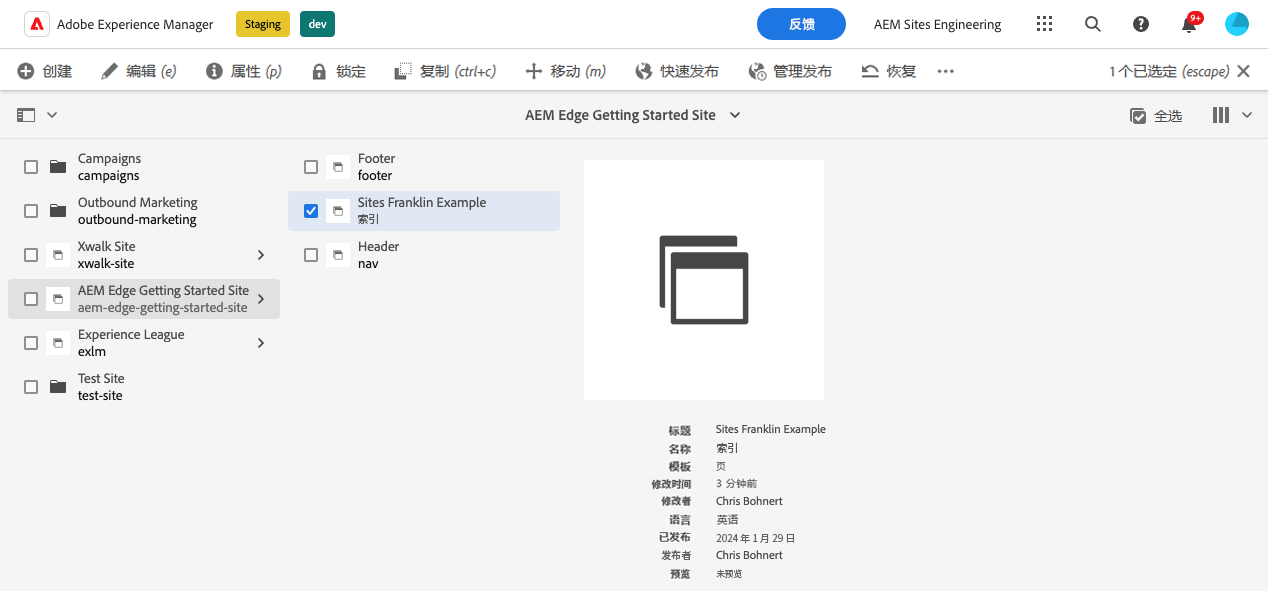 Adobe Experience Manager Staging dev 反馈 AEM Sites Engineering 9+
创建 编辑 (e) 属性 (p) 锁定 复制 (ctrl+c) 移动 (m) 快速发布 管理发布 恢复 1 个已选定 (escape)
AEM Edge Getting Started Site 全选
Campaigns
campaigns
Outbound Marketing
outbound-marketing
Xwalk Site
xwalk-site
AEM Edge Getting Started Site
aem-edge-getting-started-site
Experience League
exlm
Test Site
test-site
Footer
footer
Sites Franklin Example
索引
Header
nav
标题 Sites Franklin Example
名称 索引
模板 页
修改时间 3 分钟前
修改者 Chris Bohnert
语言 英语
已发布 2024 年 1 月 29 日
发布者 Chris Bohnert
预览 未预览